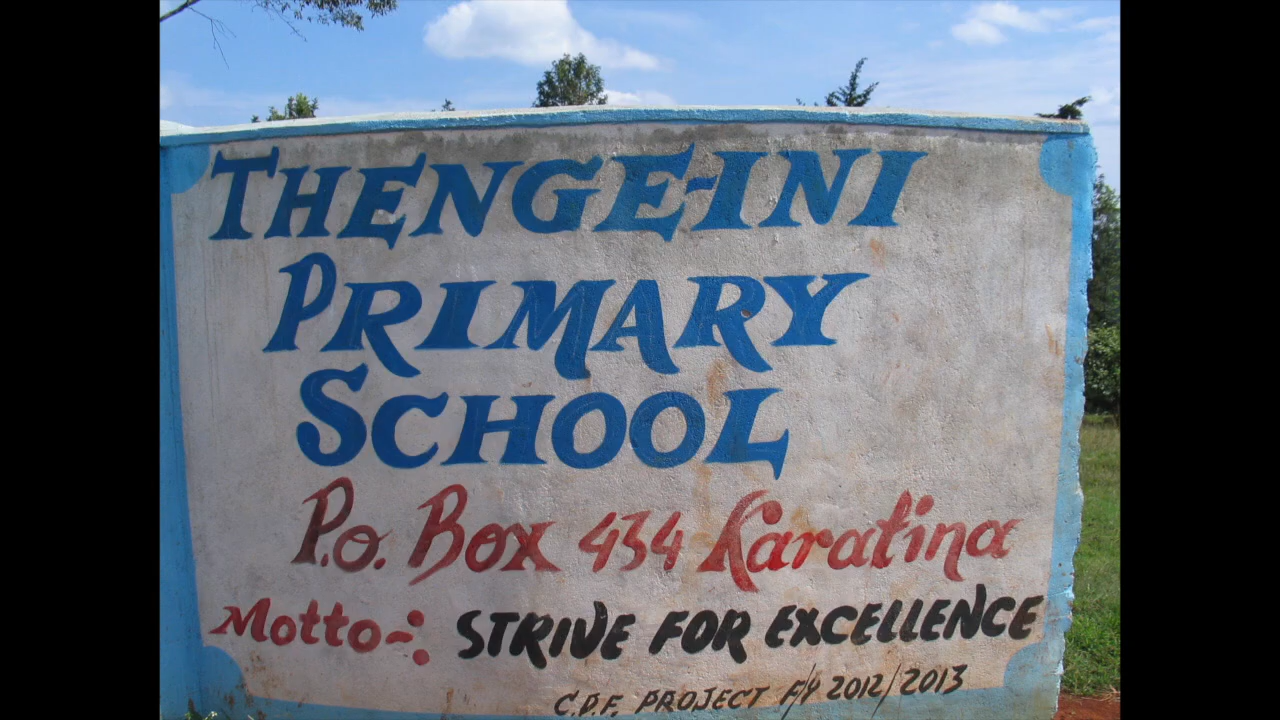 THENGE-INI
PRIMARY
SCHOOL
P.O. Box 434 Karatina
Motto-: STRIVE FOR EXCELLENCE
C.D.F. PROJECT F/Y 2012/2013